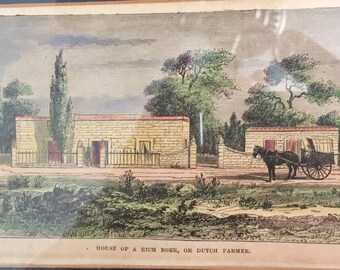 HOUSE OF A RICH BOER, OR DUTCH FARMER.